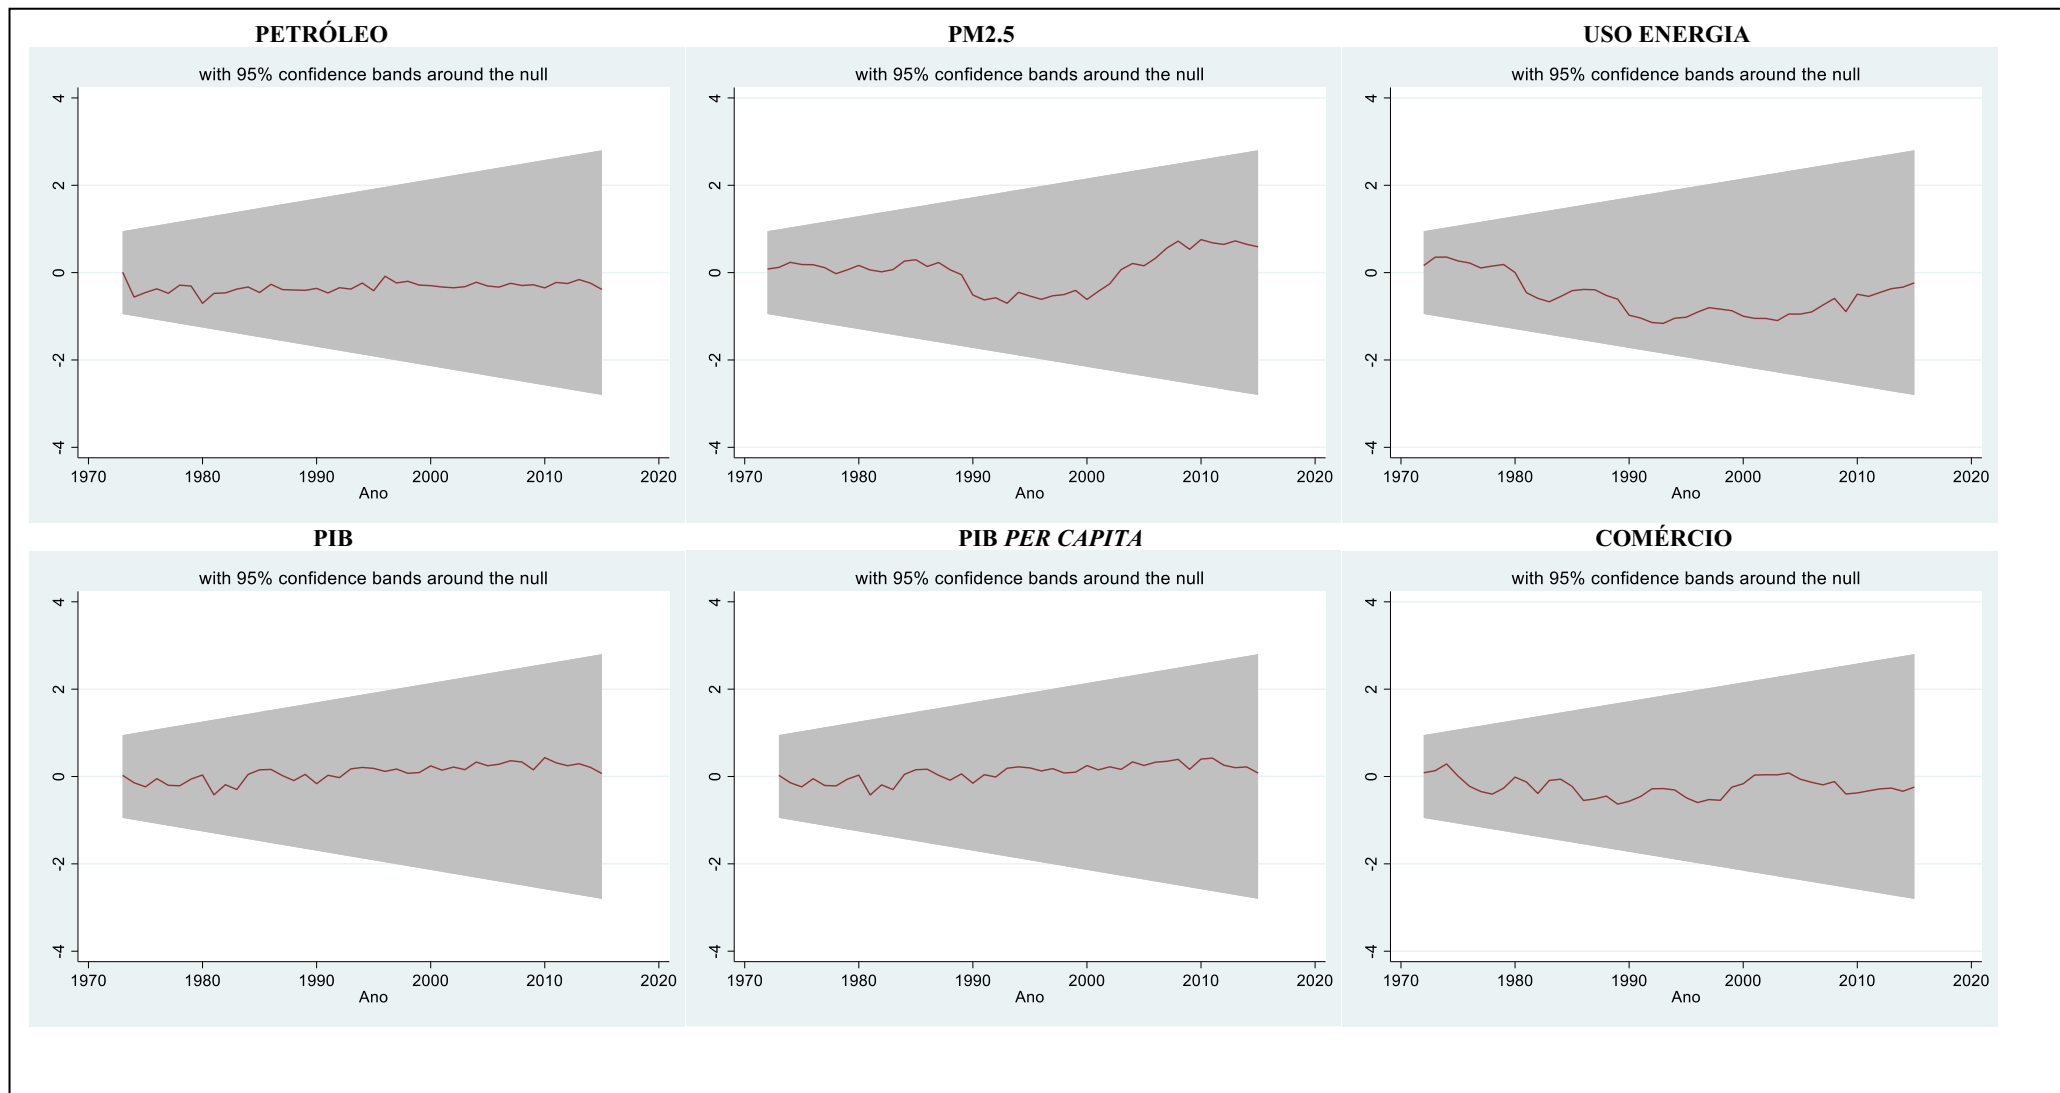 PETRÓLEO
with 95% confidence bands around the null
4
2
0
-2
-4
1970 1980 1990 2000 2010 2020
Ano
PM2.5
with 95% confidence bands around the null
4
2
0
-2
-4
1970 1980 1990 2000 2010 2020
Ano
USO ENERGIA
with 95% confidence bands around the null
4
2
0
-2
-4
1970 1980 1990 2000 2010 2020
Ano
PIB
with 95% confidence bands around the null
4
2
0
-2
-4
1970 1980 1990 2000 2010 2020
Ano
PIB PER CAPITA
with 95% confidence bands around the null
4
2
0
-2
-4
1970 1980 1990 2000 2010 2020
Ano
COMÉRCIO
with 95% confidence bands around the null
4
2
0
-2
-4
1970 1980 1990 2000 2010 2020
Ano